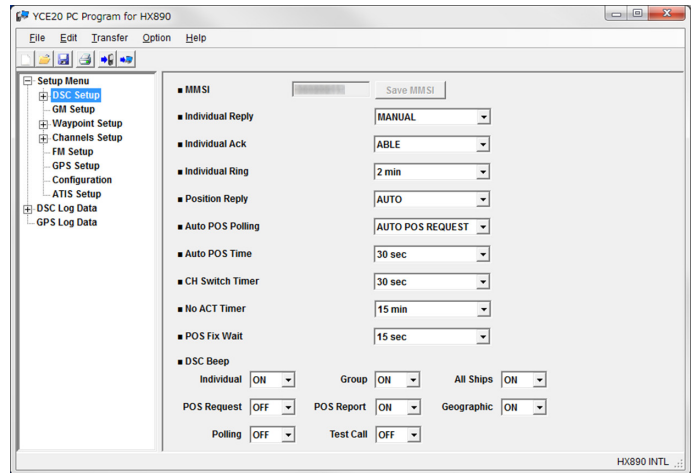 YCE20 PC Program for HX890
File Edit Transfer Option Help
Setup Menu
DSC Setup
GM Setup
Waypoint Setup
Channels Setup
FM Setup
GPS Setup
Configuration
ATIS Setup
DSC Log Data
GPS Log Data
MMSI Save MMSI
Individual Reply MANUAL
Individual Ack ABLE
Individual Ring 2 min
Position Reply AUTO
Auto POS Polling AUTO POS REQUEST
Auto POS Time 30 sec
CH Switch Timer 30 sec
No ACT Timer 15 min
POS Fix Wait 15 sec
DSC Beep
Individual ON Group ON All Ships ON
POS Request OFF POS Report ON Geographic ON
Polling OFF Test Call OFF
HX890 INTL